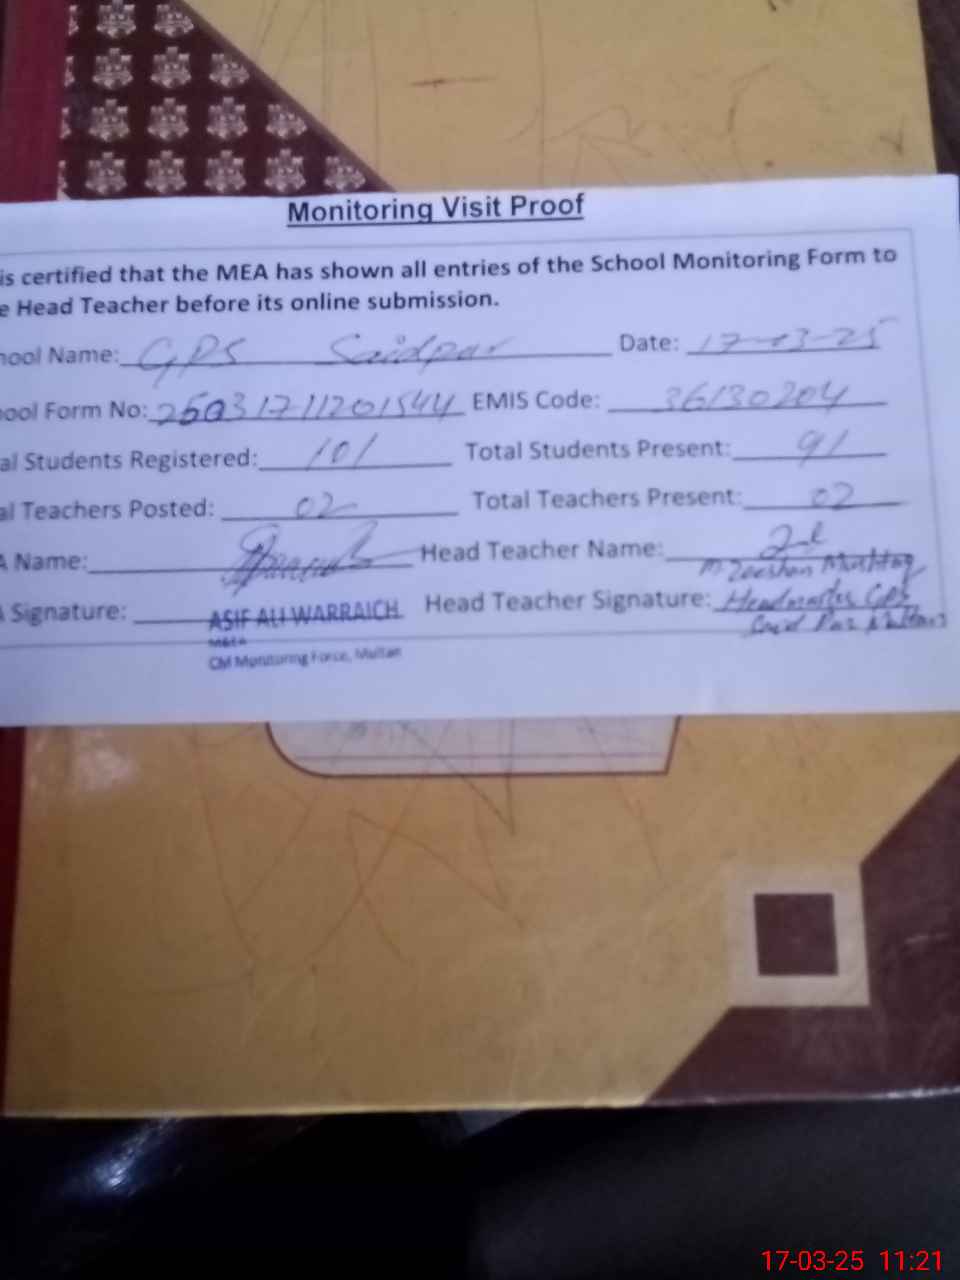 Monitoring Visit Proof
is certified that the MEA has shown all entries of the School Monitoring Form to
e Head Teacher before its online submission.
hool Name: GPS Saidpur Date: 17-03-25
hool Form No: 25031711201544 EMIS Code: 36130204
al Students Registered: 101 Total Students Present: 91
al Teachers Posted: 02 Total Teachers Present: 02
A Name: Head Teacher Name:
M Zeeshan Mushtaq
A Signature: ASIF ALI WARRAICH Head Teacher Signature: Headmaster GPS
MEA
CM Monitoring Force, Multan
17-03-25 11:21